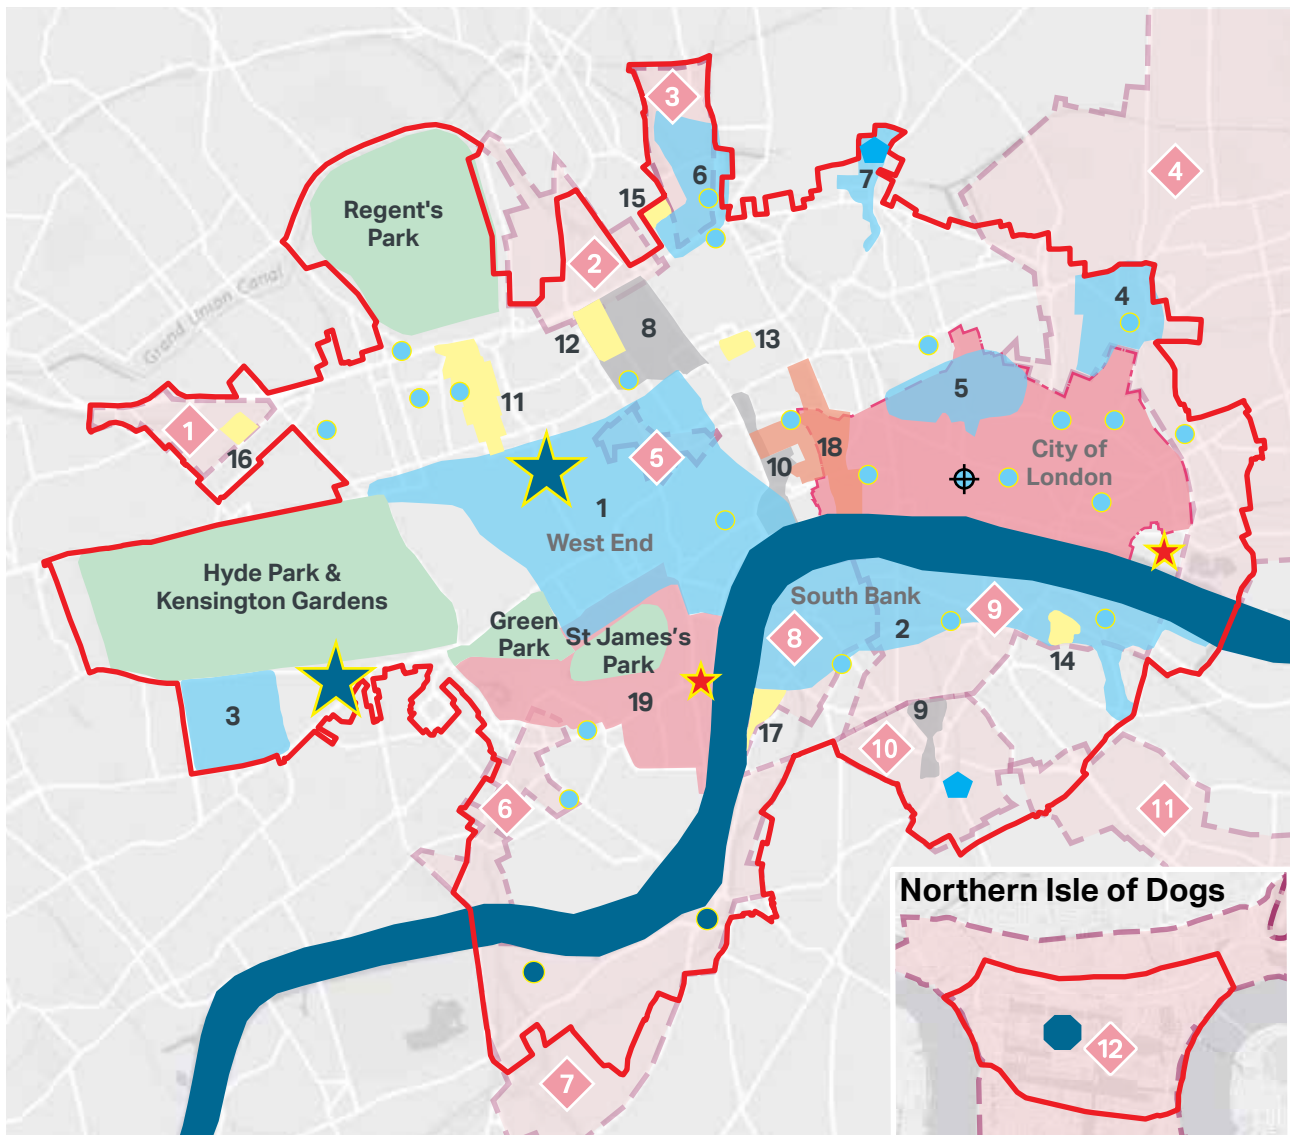 3
4
6
15
7
Regent's
Park
2
4
Grand Union Canal
8
12
13
5
11
1
16
5
18
10
City of
London
1
West End
Hyde Park &
Kensington Gardens
Green
Park
St James's
Park
South Bank
9
2
8
14
3
19
17
9
10
6
11
Northern Isle of Dogs
12
7